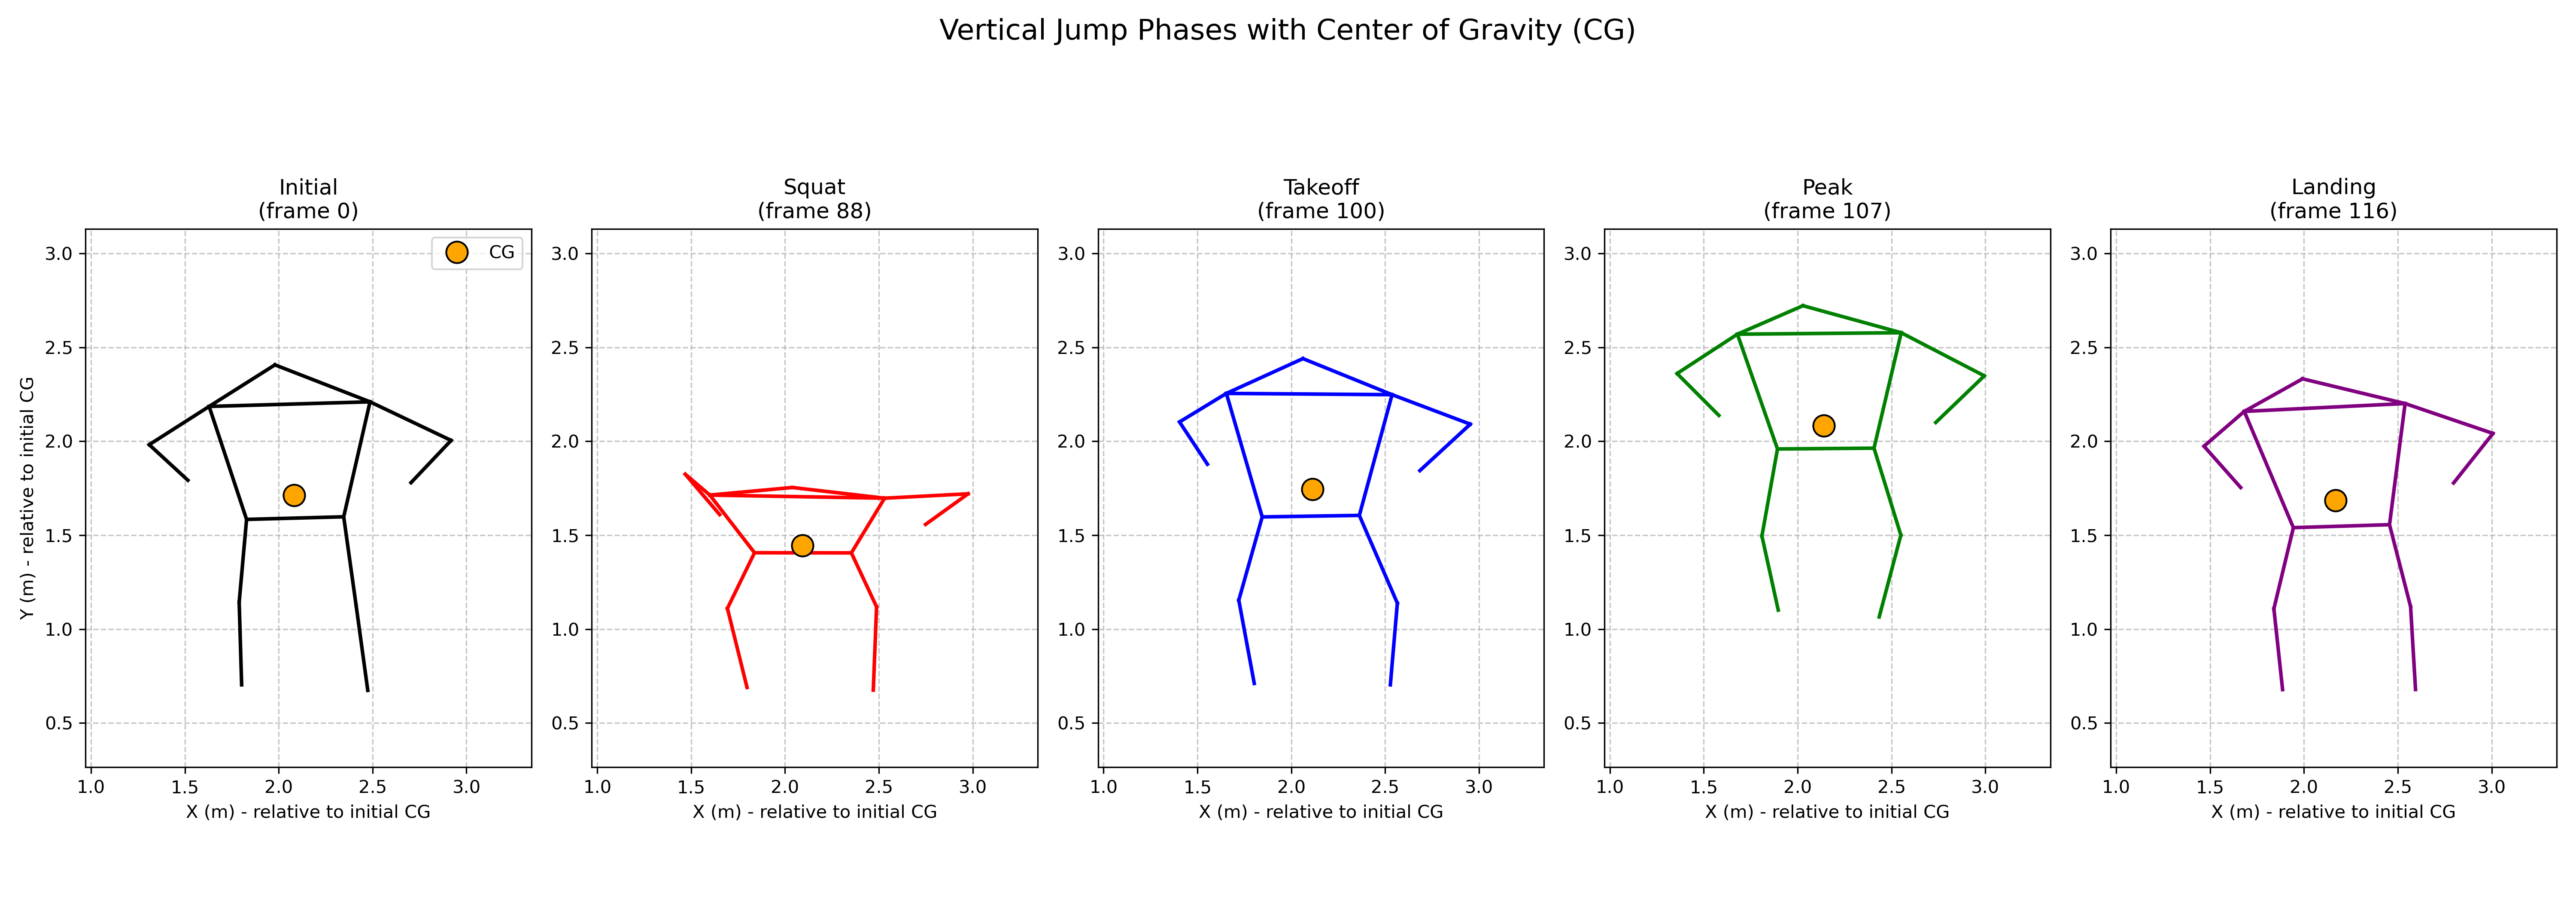 Vertical Jump Phases with Center of Gravity (CG)
Initial
(frame 0)
CG
3.0
2.5
2.0
1.5
1.0
0.5
Y (m) - relative to initial CG
1.0 1.5 2.0 2.5 3.0
X (m) - relative to initial CG
Squat
(frame 88)
3.0
2.5
2.0
1.5
1.0
0.5
1.0 1.5 2.0 2.5 3.0
X (m) - relative to initial CG
Takeoff
(frame 100)
3.0
2.5
2.0
1.5
1.0
0.5
1.0 1.5 2.0 2.5 3.0
X (m) - relative to initial CG
Peak
(frame 107)
3.0
2.5
2.0
1.5
1.0
0.5
1.0 1.5 2.0 2.5 3.0
X (m) - relative to initial CG
Landing
(frame 116)
3.0
2.5
2.0
1.5
1.0
0.5
1.0 1.5 2.0 2.5 3.0
X (m) - relative to initial CG